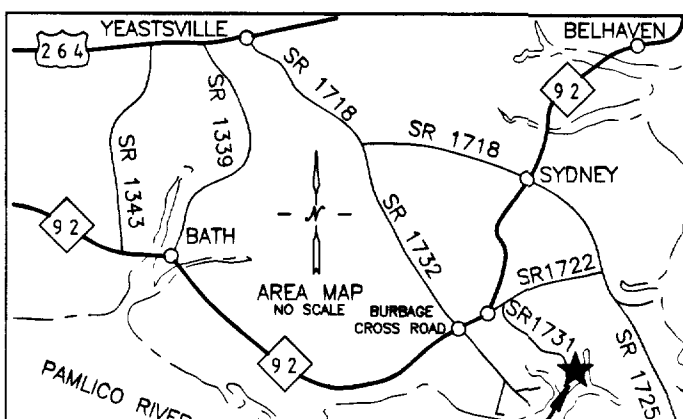 YEASTSVILLE
BELHAVEN
264
92
SR 1718
SR 1339
SR 1718
SYDNEY
SR 1343
N
92
BATH
SR 1732
SR1722
AREA MAP
NO SCALE
BURBAGE
CROSS ROAD
SR1731
92
SR 1725
PAMLICO RIVER